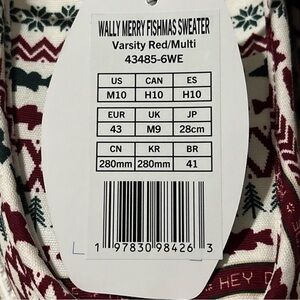 WALLY MERRY FISHMAS SWEATER
Varsity Red/Multi
43485-6WE
US CAN ES
M10 H10 H10
EUR UK JP
43 M9 28cm
CN KR BR
280mm 280mm 41
1 97830 98426 3
HEY D